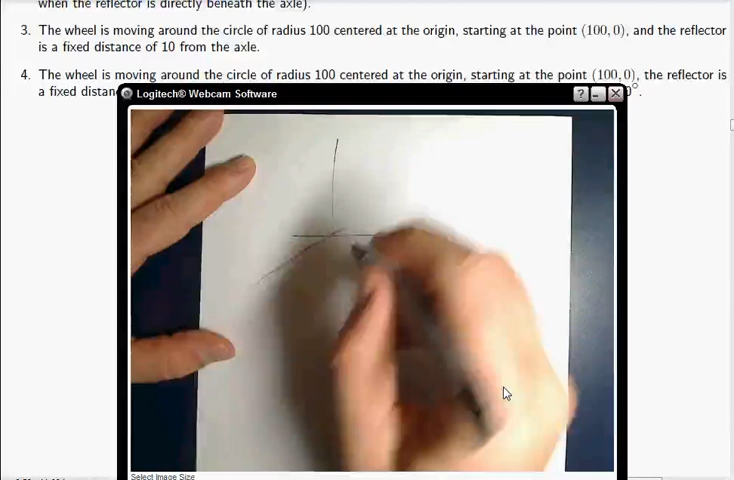 when the reflector is directly beneath the axle).
3. The wheel is moving around the circle of radius 100 centered at the origin, starting at the point (100, 0), and the reflector
is a fixed distance of 10 from the axle.
4. The wheel is moving around the circle of radius 100 centered at the origin, starting at the point (100, 0), the reflector is
a fixed distan
0°.
Logitech® Webcam Software
?
Select Image Size